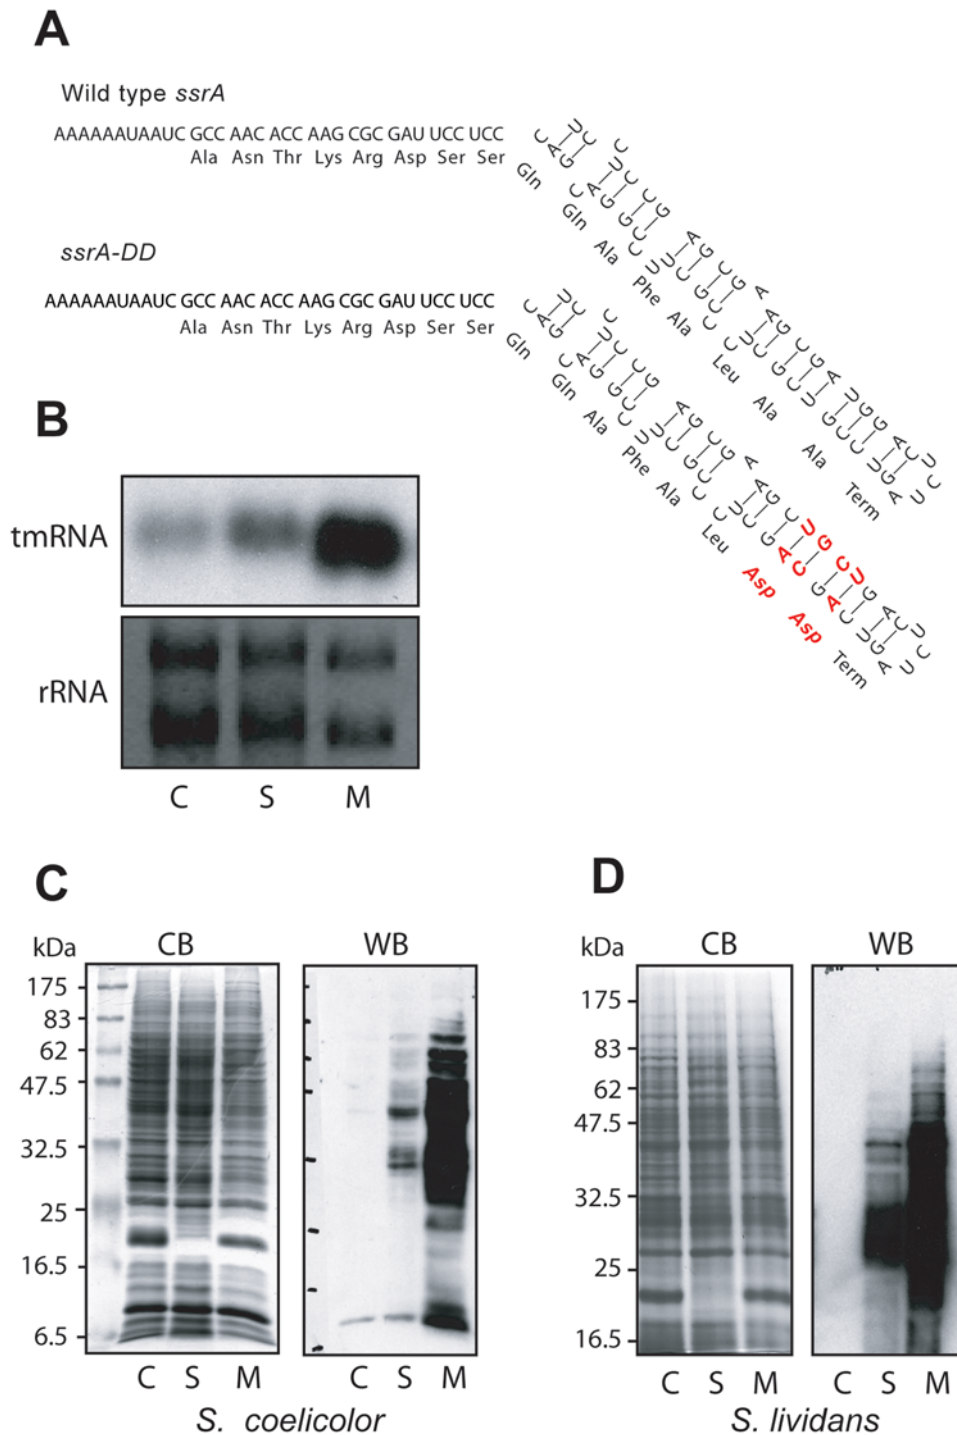 A
Wild type ssrA
AAAAAAUAAUC GCC AAC ACC AAG CGC GAU UCC UCC
Ala Asn Thr Lys Arg Asp Ser Ser
Gln Gln Ala Phe Ala Leu Ala Ala Term
ssrA-DD
AAAAAAUAAUC GCC AAC ACC AAG CGC GAU UCC UCC
Ala Asn Thr Lys Arg Asp Ser Ser
Gln Gln Ala Phe Ala Leu Asp Asp Term
B
tmRNA
rRNA
C S M
C
kDa CB WB
175
83
62
47.5
32.5
25
16.5
6.5
C S M C S M
S. coelicolor
D
kDa CB WB
175
83
62
47.5
32.5
25
16.5
C S M C S M
S. lividans